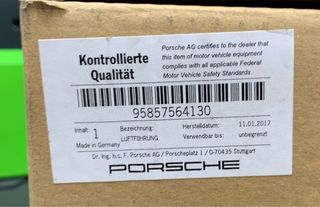 Kontrollierte
Qualität
Porsche AG certifies to the dealer that
this item of motor vehicle equipment
complies with all applicable Federal
Motor Vehicle Safety Standards.
95857564130
Inhalt: 1 Bezeichnung: Herstelldatum: 11.01.2017
LUFTFÜHRUNG Verwendbar bis: unbegrenzt
Made in Germany
Dr. Ing. h.c. F. Porsche AG / Porscheplatz 1 / D-70435 Stuttgart
PORSCHE